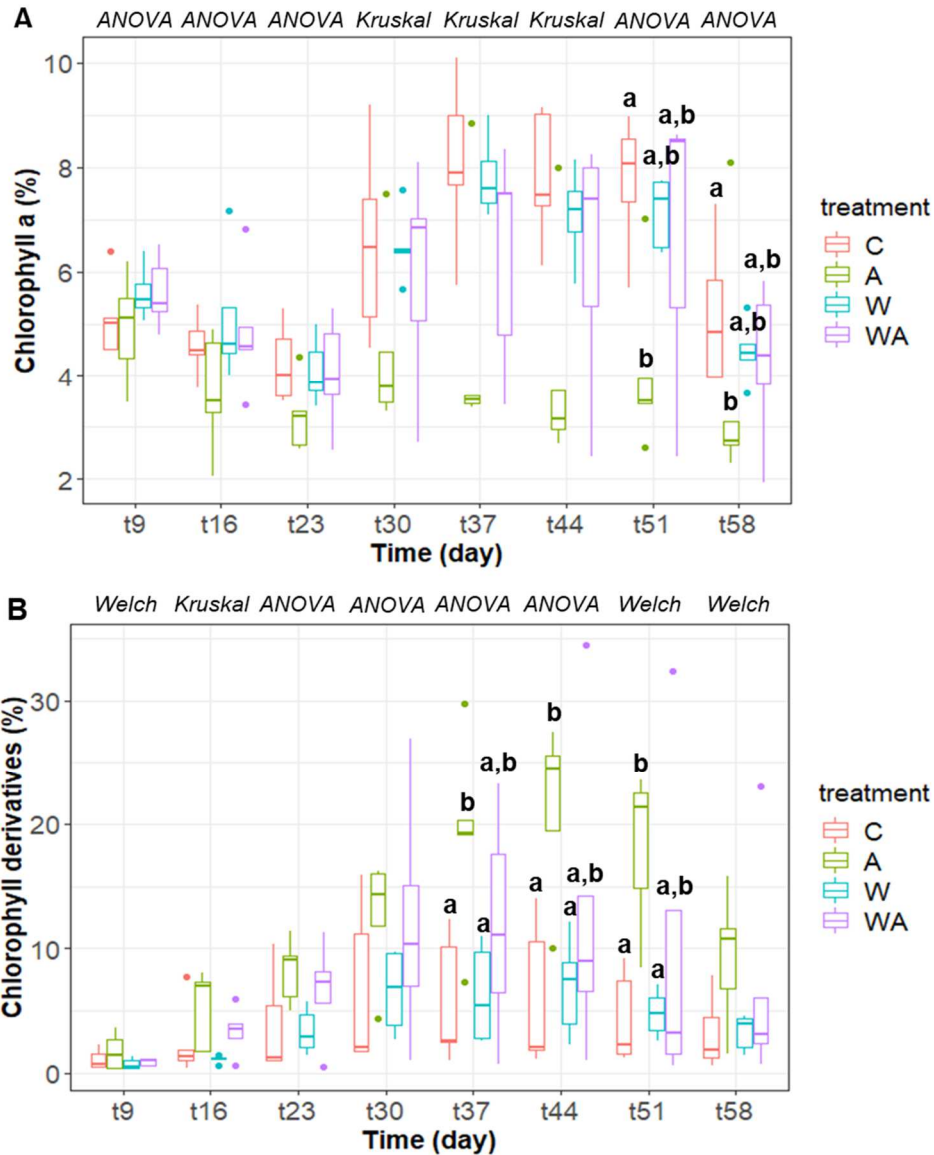 A
ANOVA ANOVA ANOVA Kruskal Kruskal Kruskal ANOVA ANOVA
Chlorophyll a (%)
10
8
6
4
2
a
a,b
a,b
b
a
a,b
a,b
b
t9 t16 t23 t30 t37 t44 t51 t58
Time (day)
treatment
C
A
W
WA
B
Welch Kruskal ANOVA ANOVA ANOVA ANOVA Welch Welch
Chlorophyll derivatives (%)
30
20
10
0
a
b
a
a,b
a
b
a
a,b
a
b
a
a,b
t9 t16 t23 t30 t37 t44 t51 t58
Time (day)
treatment
C
A
W
WA